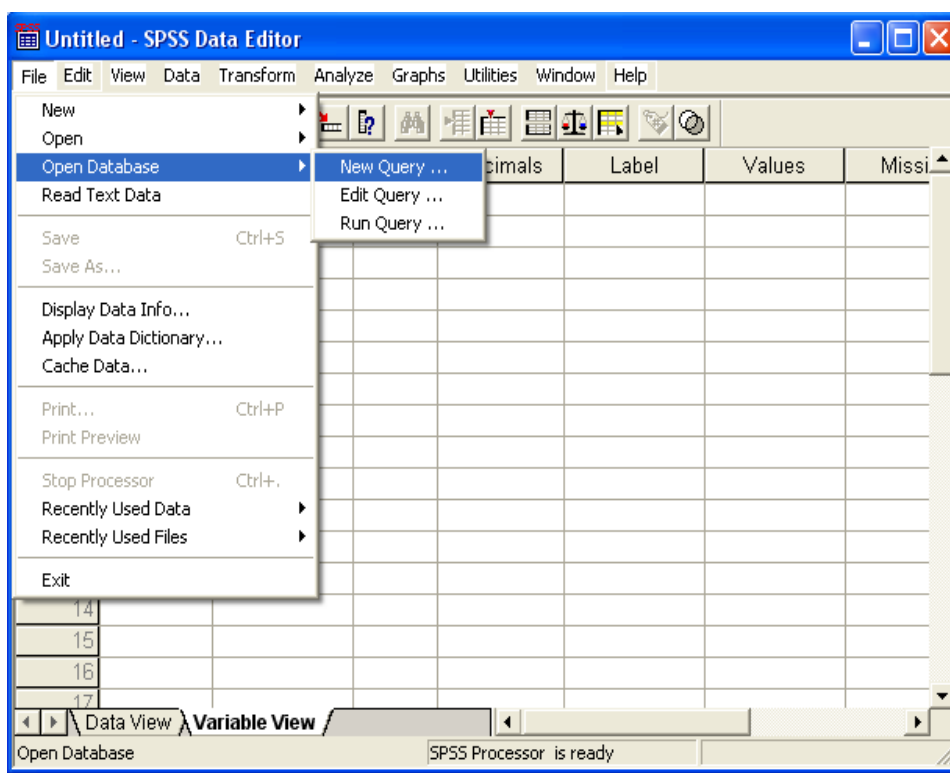 Untitled - SPSS Data Editor
File Edit View Data Transform Analyze Graphs Utilities Window Help
New
Open
Open Database
Read Text Data
Save Ctrl+S
Save As...
Display Data Info...
Apply Data Dictionary...
Cache Data...
Print... Ctrl+P
Print Preview
Stop Processor Ctrl+.
Recently Used Data
Recently Used Files
Exit
New Query ...
Edit Query ...
Run Query ...
cimals Label Values Missi
14
15
16
17
Data View Variable View
Open Database SPSS Processor is ready